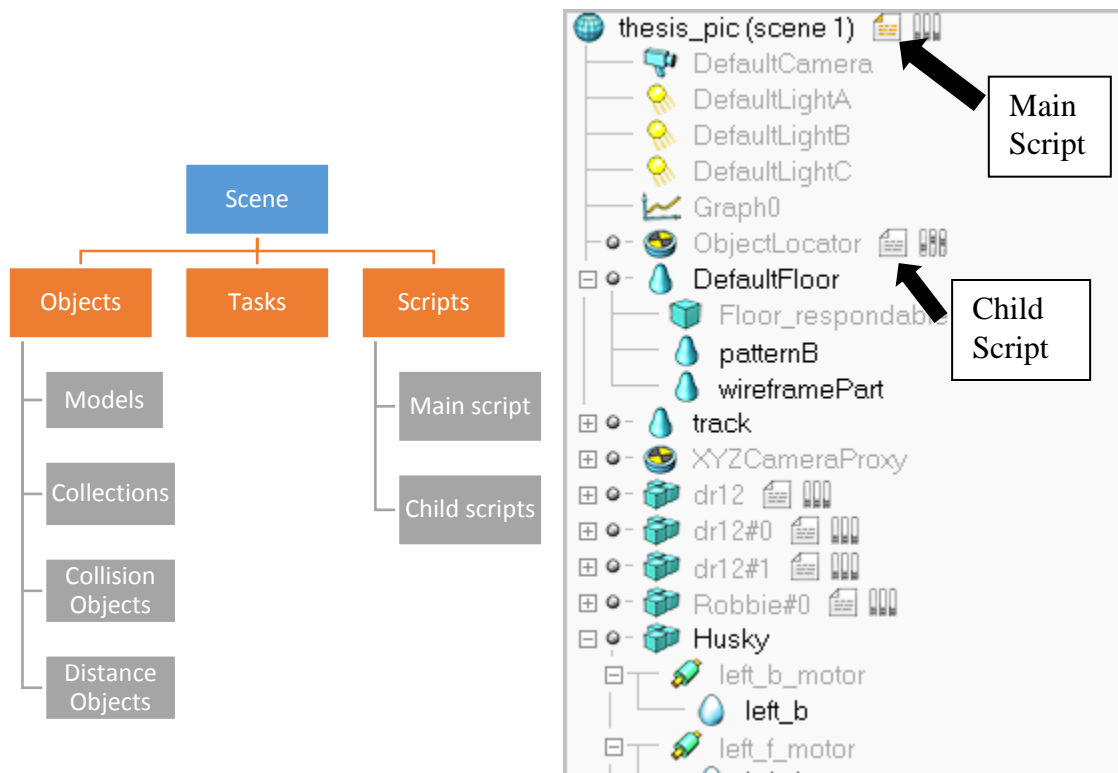 Scene
Objects
Tasks
Scripts
Models
Collections
Collision
Objects
Distance
Objects
Main script
Child scripts
thesis_pic (scene 1)
DefaultCamera
DefaultLightA
DefaultLightB
DefaultLightC
Graph0
ObjectLocator
DefaultFloor
Floor_respondable
patternB
wireframePart
track
XYZCameraProxy
dr12
dr12#0
dr12#1
Robbie#0
Husky
left_b_motor
left_b
left_f_motor
Main
Script
Child
Script